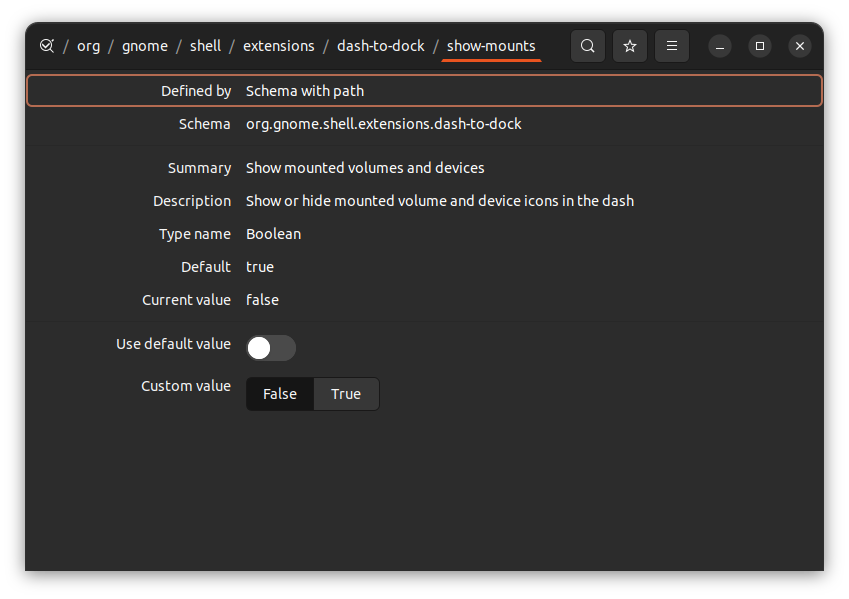 / org / gnome / shell / extensions / dash-to-dock / show-mounts
Defined by Schema with path
Schema org.gnome.shell.extensions.dash-to-dock
Summary Show mounted volumes and devices
Description Show or hide mounted volume and device icons in the dash
Type name Boolean
Default true
Current value false
Use default value
Custom value False True